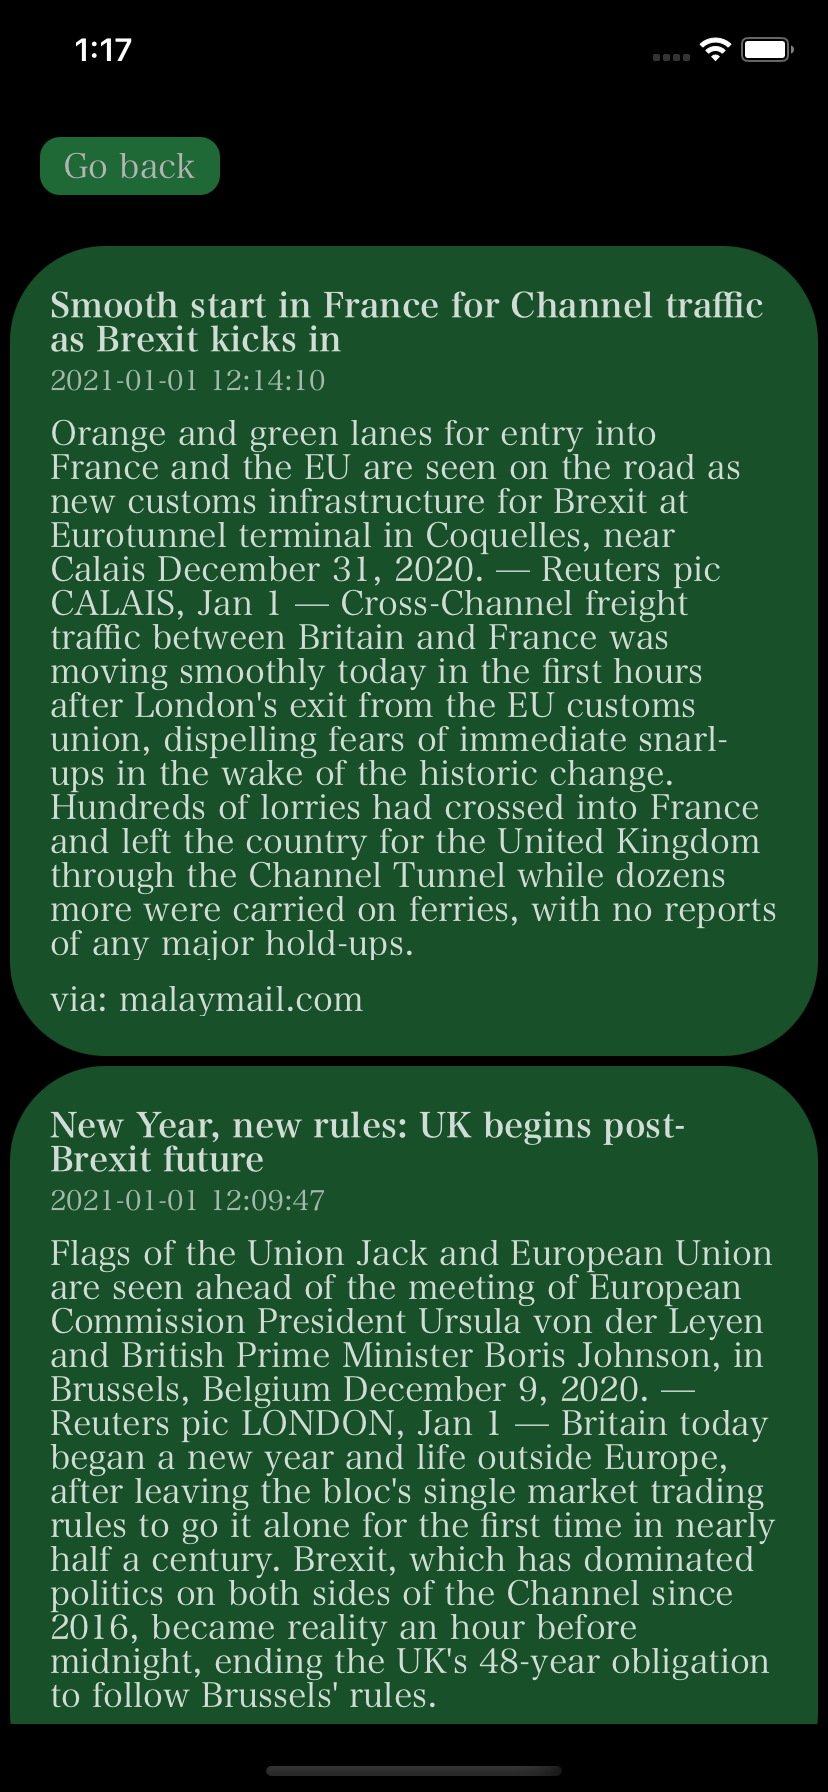 1:17
Go back
Smooth start in France for Channel traffic
as Brexit kicks in
2021-01-01 12:14:10
Orange and green lanes for entry into
France and the EU are seen on the road as
new customs infrastructure for Brexit at
Eurotunnel terminal in Coquelles, near
Calais December 31, 2020. — Reuters pic
CALAIS, Jan 1 — Cross-Channel freight
traffic between Britain and France was
moving smoothly today in the first hours
after London's exit from the EU customs
union, dispelling fears of immediate snarl-
ups in the wake of the historic change.
Hundreds of lorries had crossed into France
and left the country for the United Kingdom
through the Channel Tunnel while dozens
more were carried on ferries, with no reports
of any major hold-ups.
via: malaymail.com
New Year, new rules: UK begins post-
Brexit future
2021-01-01 12:09:47
Flags of the Union Jack and European Union
are seen ahead of the meeting of European
Commission President Ursula von der Leyen
and British Prime Minister Boris Johnson, in
Brussels, Belgium December 9, 2020. —
Reuters pic LONDON, Jan 1 — Britain today
began a new year and life outside Europe,
after leaving the bloc's single market trading
rules to go it alone for the first time in nearly
half a century. Brexit, which has dominated
politics on both sides of the Channel since
2016, became reality an hour before
midnight, ending the UK's 48-year obligation
to follow Brussels' rules.